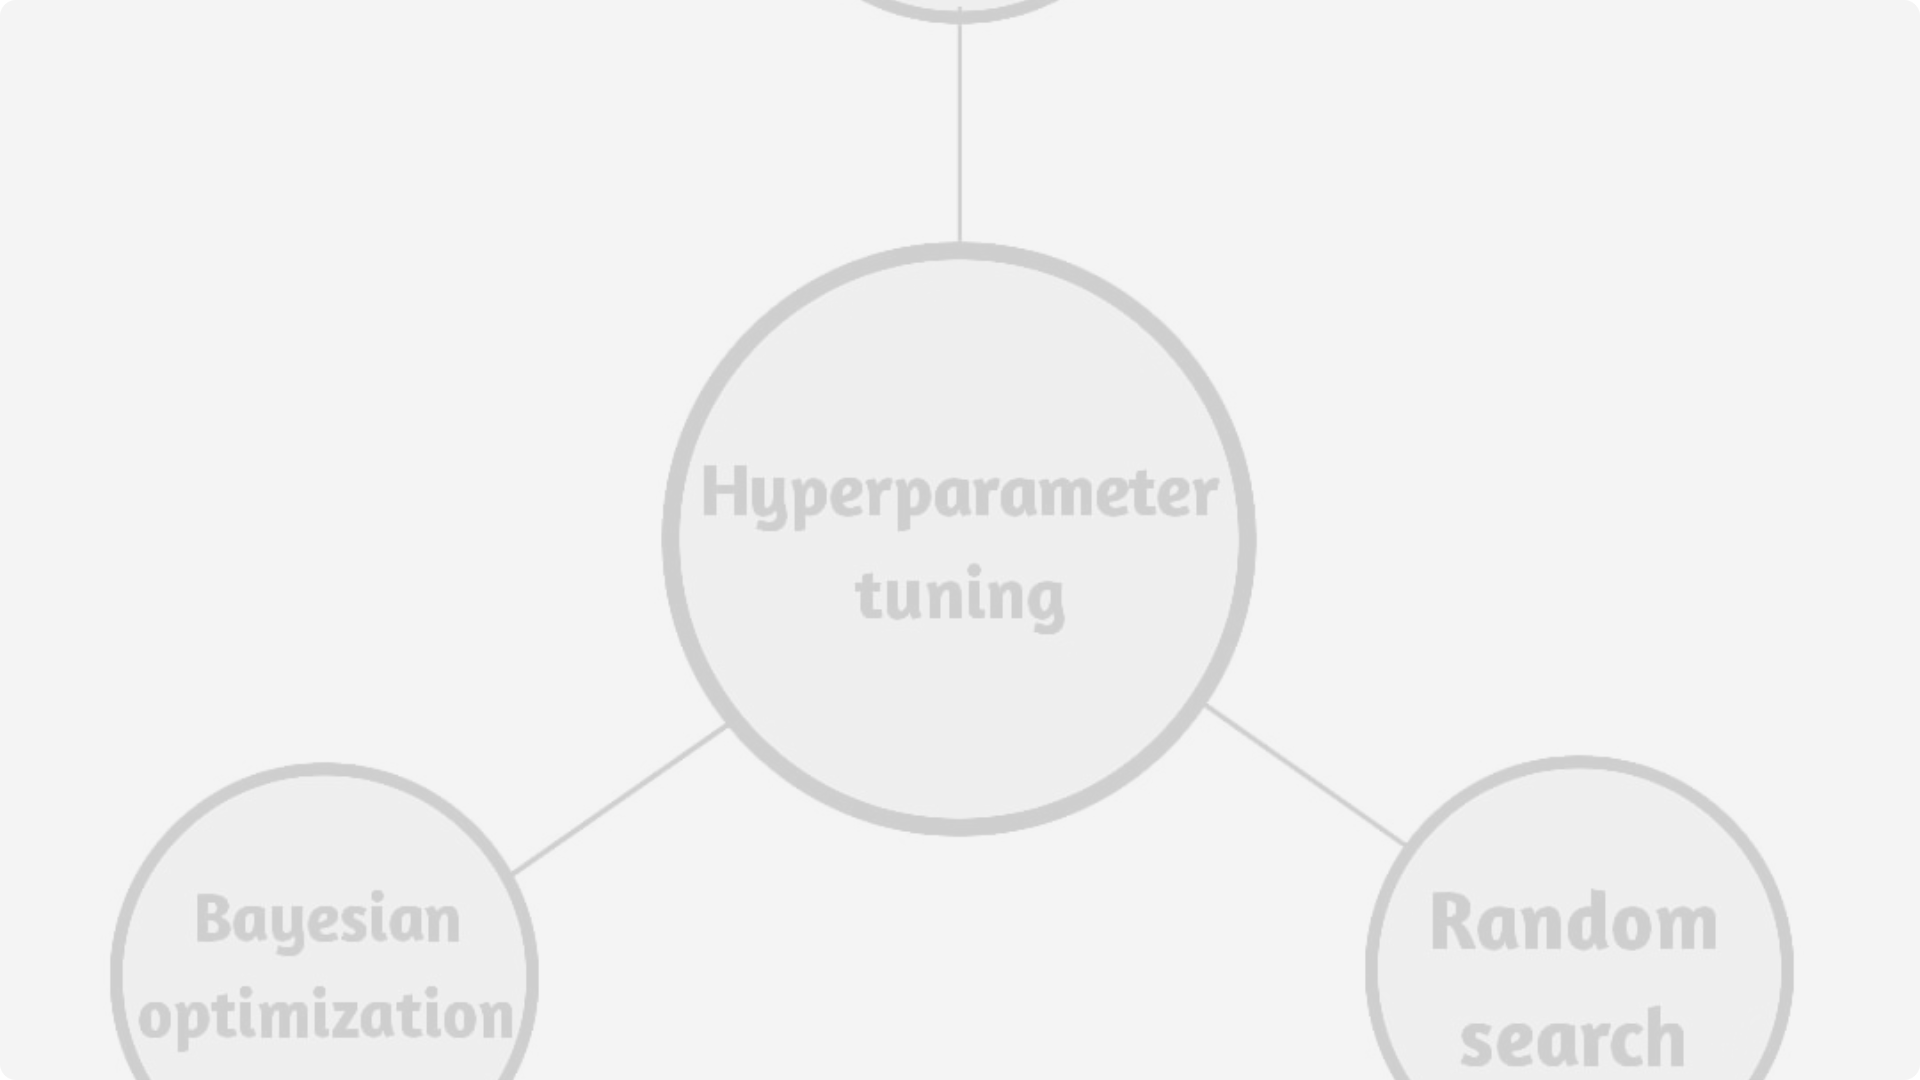 Hyperparameter
tuning
Bayesian
optimization
Random
search